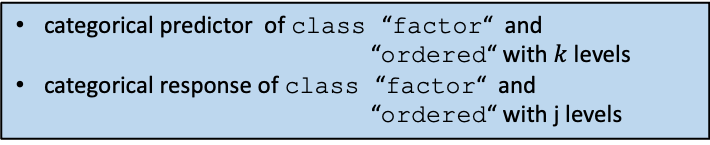 • categorical predictor of class “factor“ and
“ordered“ with k levels
• categorical response of class “factor“ and
“ordered“ with j levels